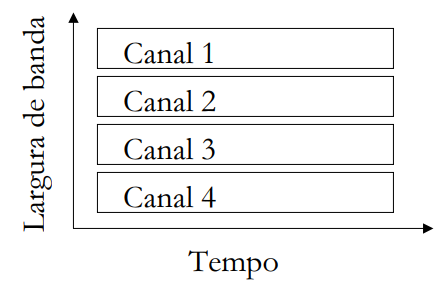 Largura de banda
Canal 1
Canal 2
Canal 3
Canal 4
Tempo